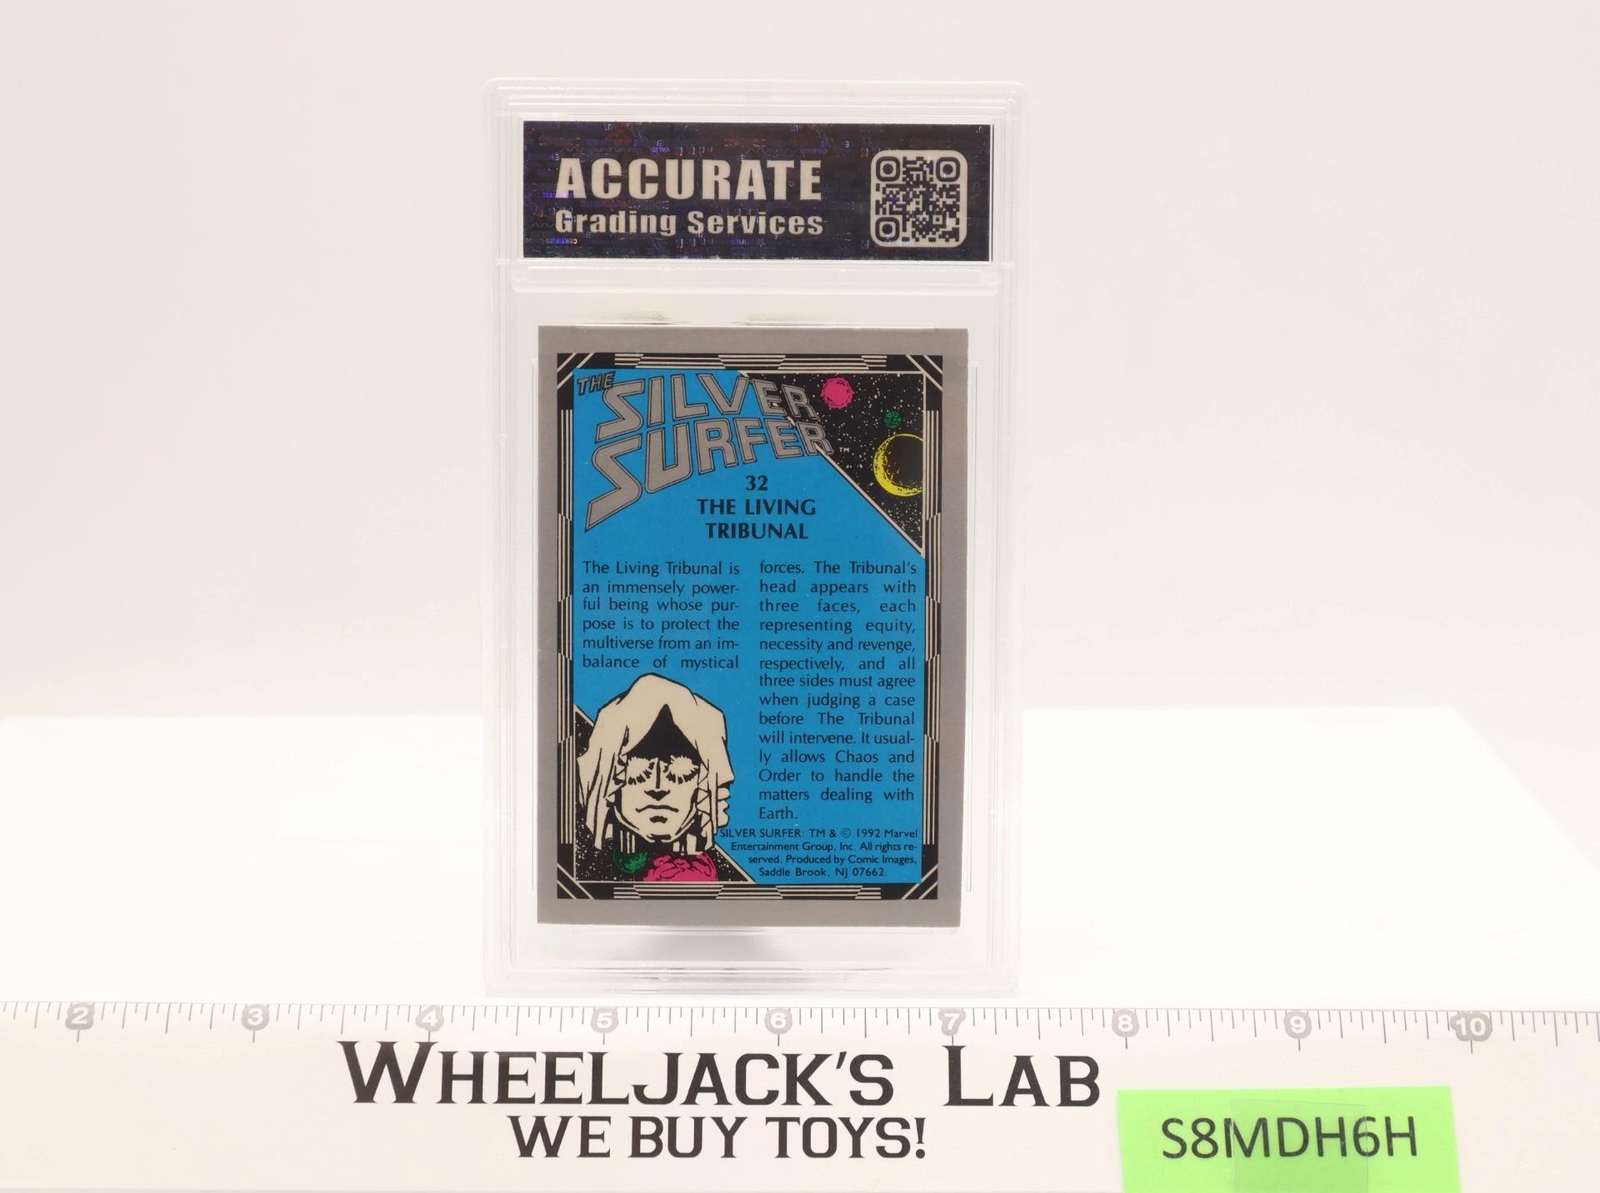 ACCURATE
Grading Services
THE
SILVER
SURFER™
32
THE LIVING
TRIBUNAL
The Living Tribunal is
an immensely power-
ful being whose pur-
pose is to protect the
multiverse from an im-
balance of mystical
forces. The Tribunal's
head appears with
three faces, each
representing equity,
necessity and revenge,
respectively, and all
three sides must agree
when judging a case
before The Tribunal
will intervene. It usual-
ly allows Chaos and
Order to handle the
matters dealing with
Earth.
SILVER SURFER: TM & © 1992 Marvel
Entertainment Group, Inc. All rights re-
served. Produced by Comic Images,
Saddle Brook, NJ 07662.
2 3 4 5 6 7 8 9 10
WHEELJACK'S LAB
WE BUY TOYS!
S8MDH6H